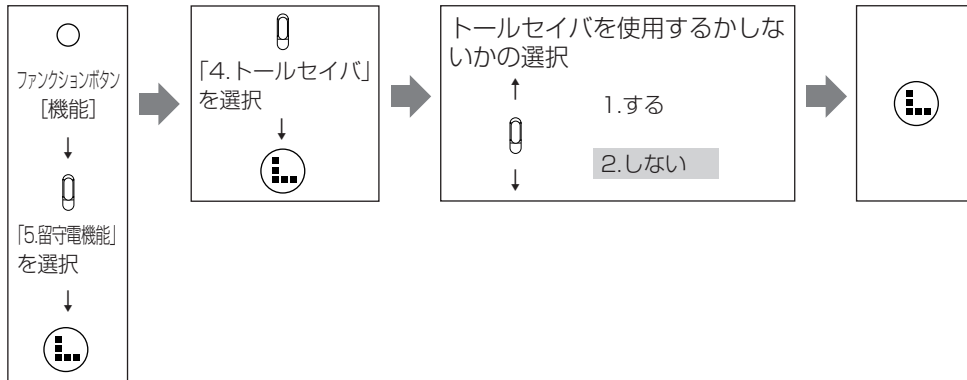 ファンクションボタン
[機能]
↓
「5.留守電機能」
を選択
↓
「4.トールセイバ」
を選択
↓
トールセイバを使用するかしな
いかの選択
↑
1.する
2.しない
↓